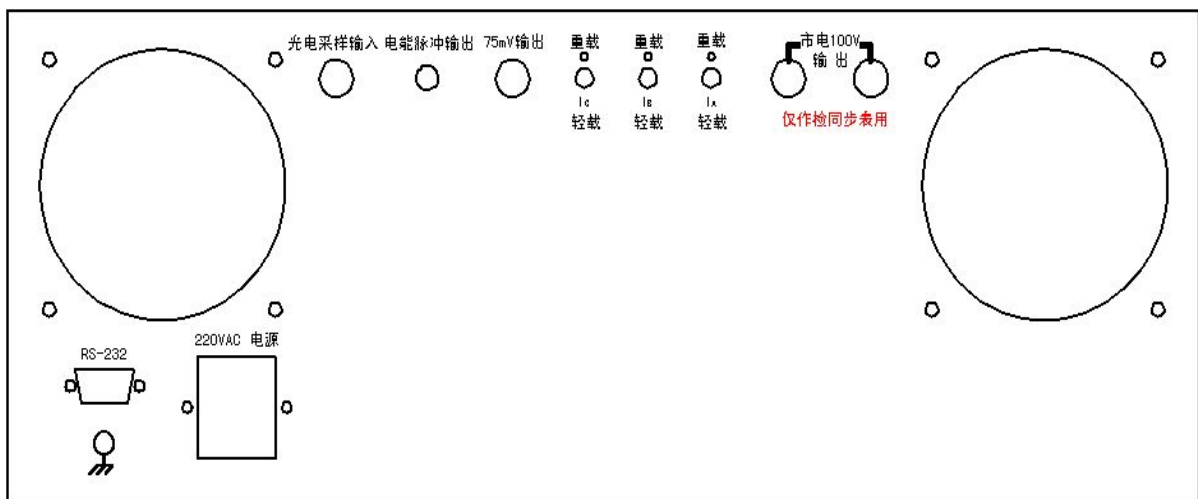 光电采样输入 电能脉冲输出 75mV输出 重载 重载 重载 市电100V
输出
IC IB IA
轻载 轻载 轻载 仅作检同步表用
220VAC 电源
RS-232